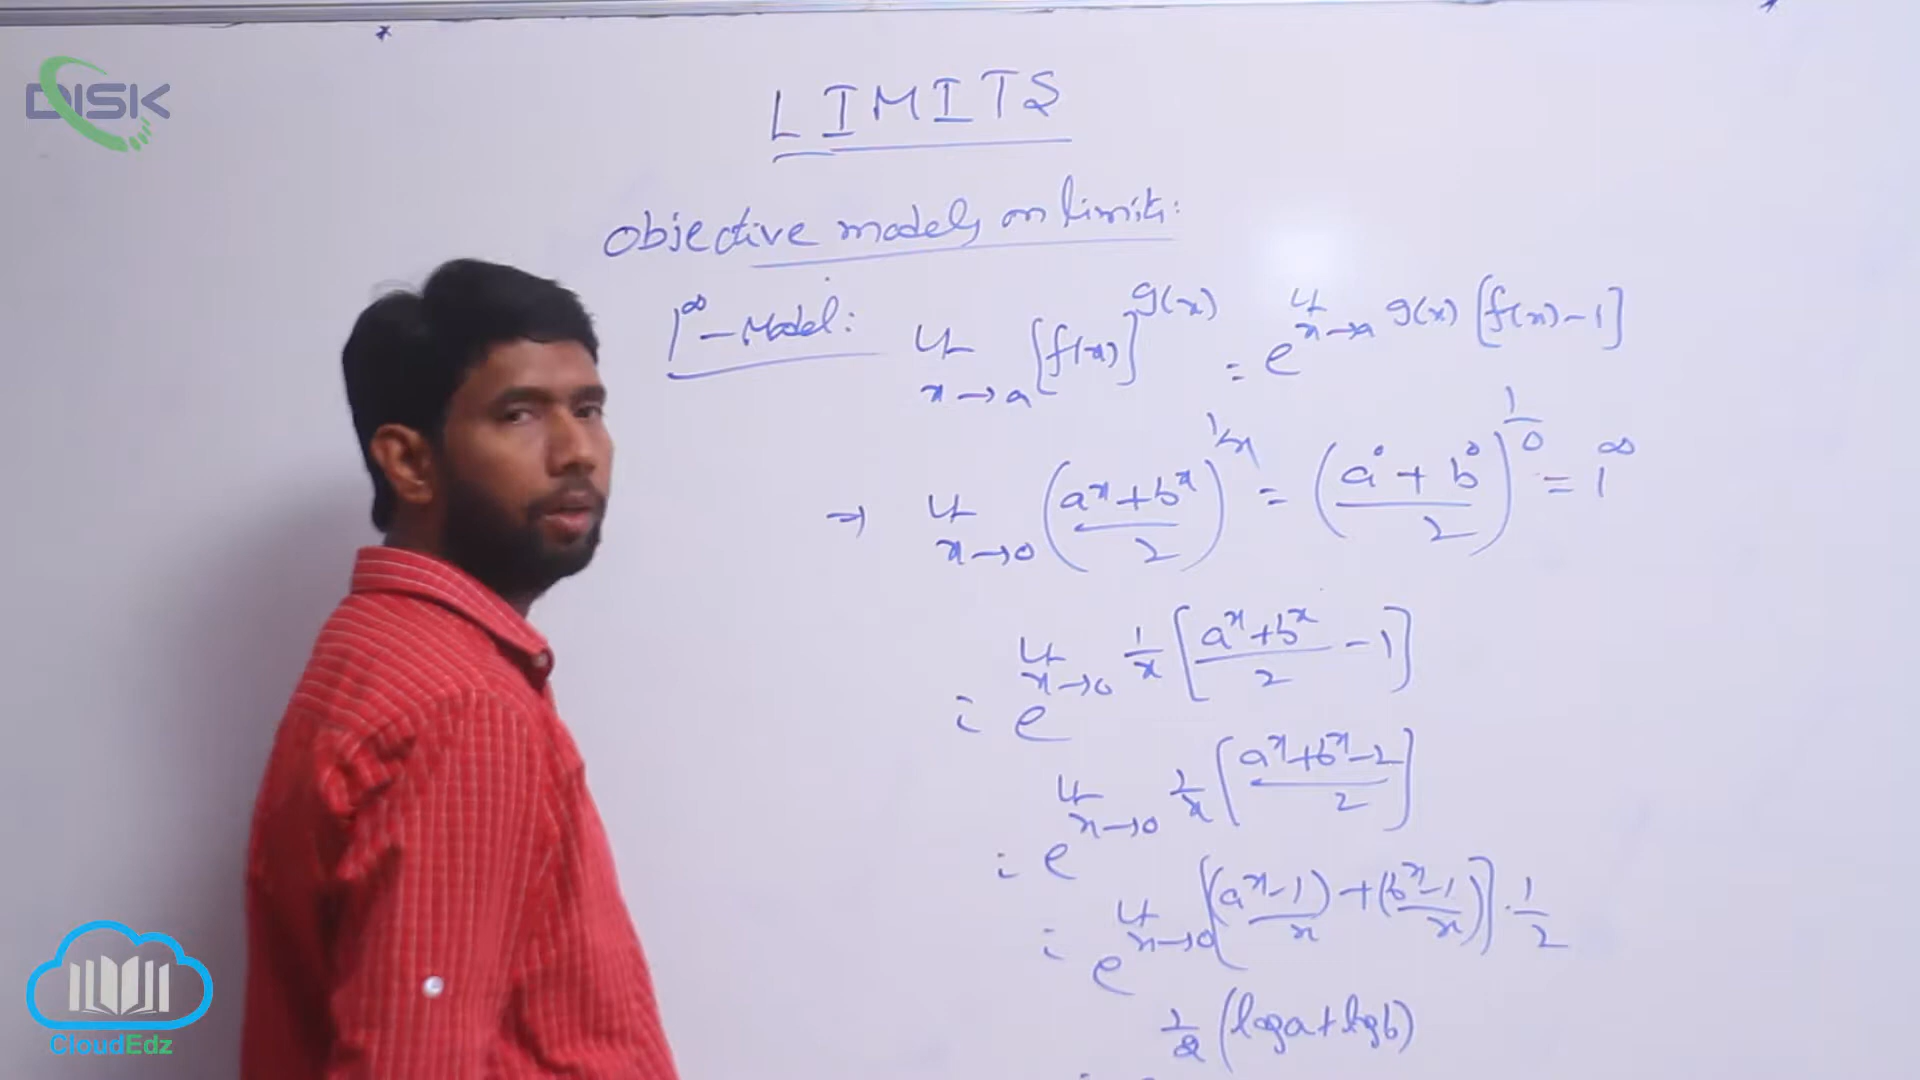 DISK
LIMITS
Objective models on limits:
1^∞ - Model: Lt x→a [f(x)]^g(x) = e^{Lt x→a g(x) [f(x)-1]}
⇒ Lt x→0 (a^x+b^x / 2)^{1/x} = (a^0 + b^0 / 2)^{1/0} = 1^∞
= e^{Lt x→0 1/x [a^x+b^x / 2 - 1]}
= e^{Lt x→0 1/x [a^x+b^x-2 / 2]}
= e^{Lt x→0 [(a^x-1 / x) + (b^x-1 / x)] · 1/2}
1/2 (log a + log b)
CloudEdz